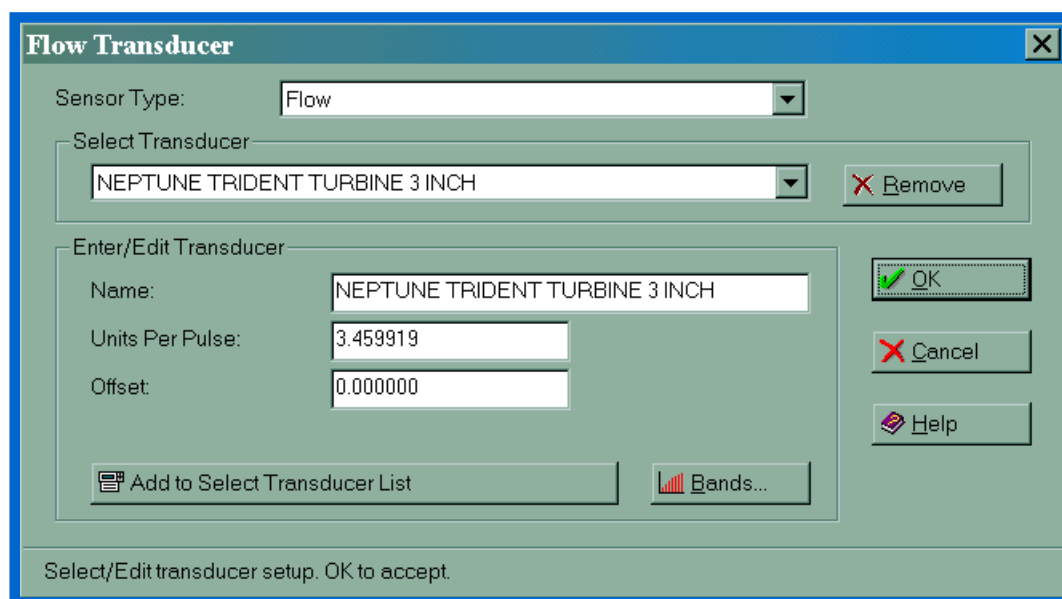 Flow Transducer
Sensor Type: Flow
Select Transducer
NEPTUNE TRIDENT TURBINE 3 INCH Remove
Enter/Edit Transducer
Name: NEPTUNE TRIDENT TURBINE 3 INCH
OK
Units Per Pulse: 3.459919
Cancel
Offset: 0.000000
Help
Add to Select Transducer List Bands...
Select/Edit transducer setup. OK to accept.